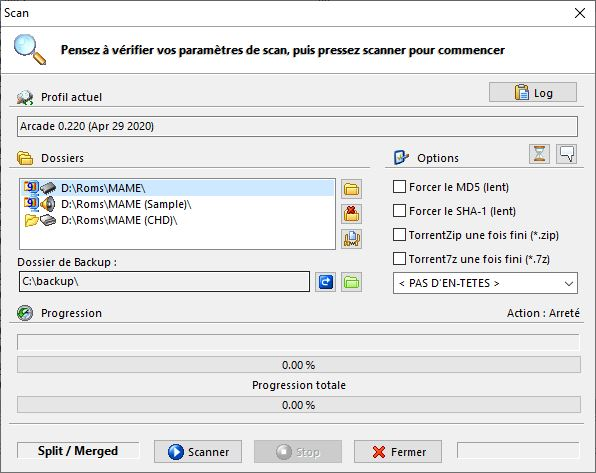 Scan
Pensez à vérifier vos paramètres de scan, puis pressez scanner pour commencer
Profil actuel
Log
Arcade 0.220 (Apr 29 2020)
Dossiers
D:\Roms\MAME\
D:\Roms\MAME (Sample)\
D:\Roms\MAME (CHD)\
Dossier de Backup :
C:\backup\
Options
Forcer le MD5 (lent)
Forcer le SHA-1 (lent)
TorrentZip une fois fini (*.zip)
Torrent7z une fois fini (*.7z)
< PAS D'EN-TETES >
Progression
Action : Arreté
0.00 %
Progression totale
0.00 %
Split / Merged
Scanner
Stop
Fermer